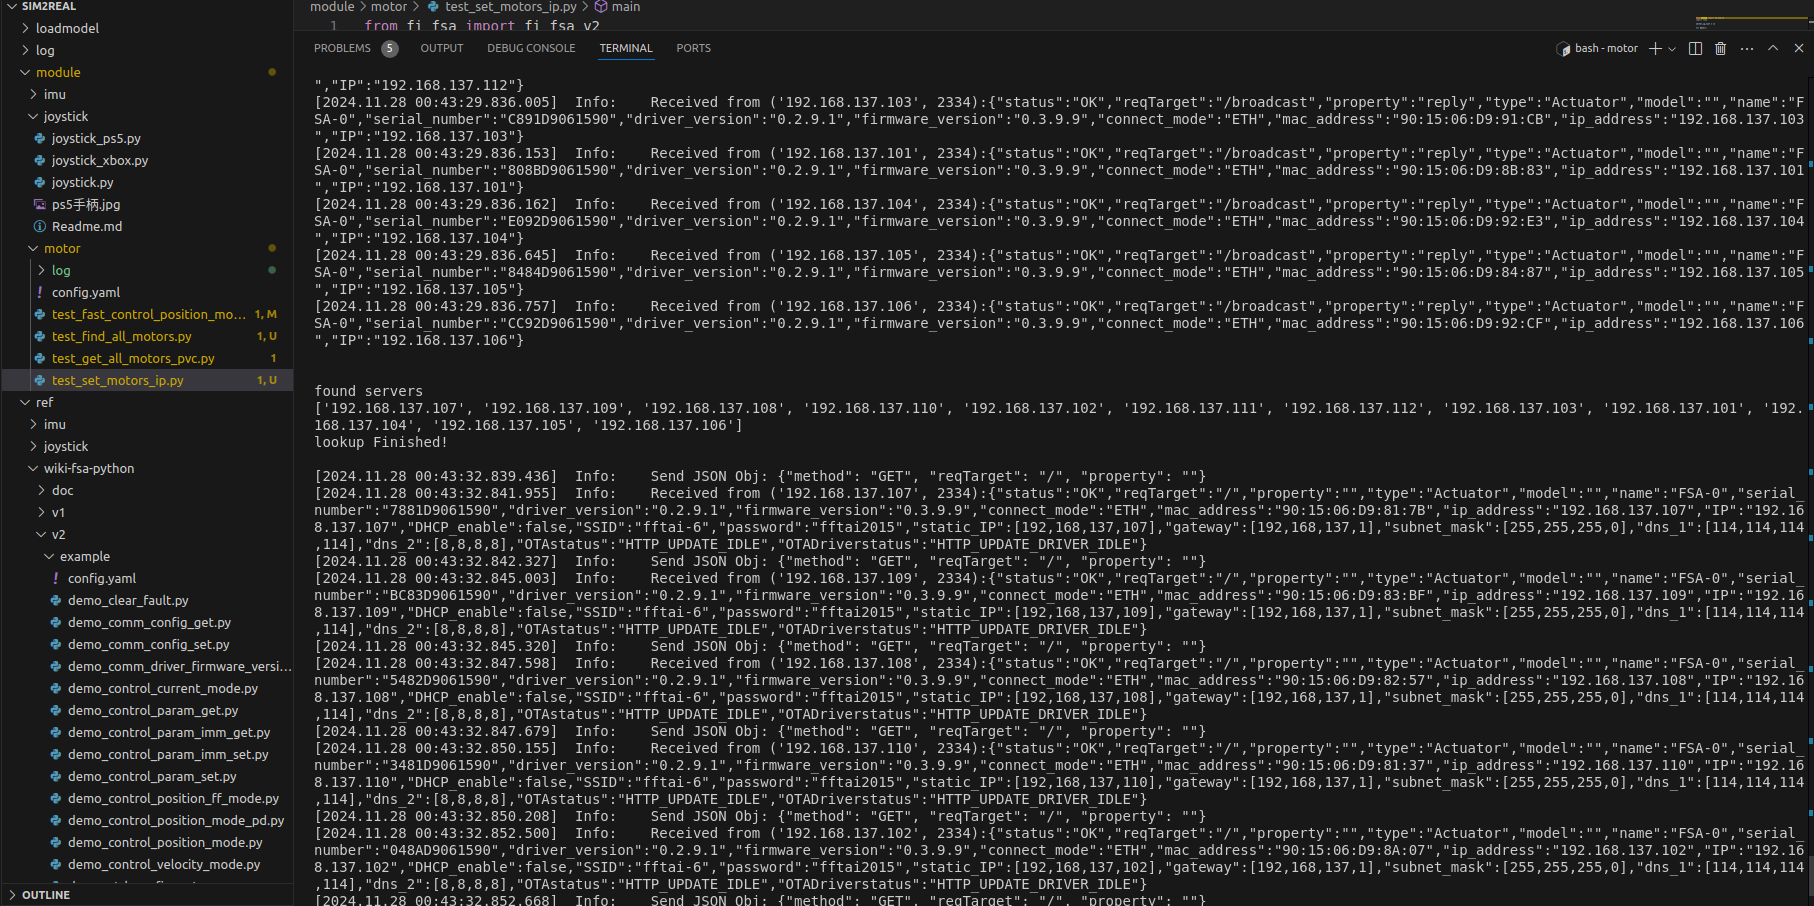 SIM2REAL
loadmodel
log
module
imu
joystick
joystick_ps5.py
joystick_xbox.py
joystick.py
ps5手柄.jpg
Readme.md
motor
log
config.yaml
test_fast_control_position_mo... 1, M
test_find_all_motors.py 1, U
test_get_all_motors_pvc.py 1
test_set_motors_ip.py 1, U
ref
imu
joystick
wiki-fsa-python
doc
v1
v2
example
config.yaml
demo_clear_fault.py
demo_comm_config_get.py
demo_comm_config_set.py
demo_comm_driver_firmware_versi...
demo_control_current_mode.py
demo_control_param_get.py
demo_control_param_imm_get.py
demo_control_param_imm_set.py
demo_control_param_set.py
demo_control_position_ff_mode.py
demo_control_position_mode_pd.py
demo_control_position_mode.py
demo_control_velocity_mode.py
OUTLINE
module > motor > test_set_motors_ip.py > main
1 from fi_fsa import fi_fsa_v2
PROBLEMS 5 OUTPUT DEBUG CONSOLE TERMINAL PORTS
bash - motor
","IP":"192.168.137.112"}
[2024.11.28 00:43:29.836.005]  Info:    Received from ('192.168.137.103', 2334):{"status":"OK","reqTarget":"/broadcast","property":"reply","type":"Actuator","model":"","name":"F
SA-0","serial_number":"C891D9061590","driver_version":"0.2.9.1","firmware_version":"0.3.9.9","connect_mode":"ETH","mac_address":"90:15:06:D9:91:CB","ip_address":"192.168.137.103
","IP":"192.168.137.103"}
[2024.11.28 00:43:29.836.153]  Info:    Received from ('192.168.137.101', 2334):{"status":"OK","reqTarget":"/broadcast","property":"reply","type":"Actuator","model":"","name":"F
SA-0","serial_number":"808BD9061590","driver_version":"0.2.9.1","firmware_version":"0.3.9.9","connect_mode":"ETH","mac_address":"90:15:06:D9:8B:83","ip_address":"192.168.137.101
","IP":"192.168.137.101"}
[2024.11.28 00:43:29.836.162]  Info:    Received from ('192.168.137.104', 2334):{"status":"OK","reqTarget":"/broadcast","property":"reply","type":"Actuator","model":"","name":"F
SA-0","serial_number":"E092D9061590","driver_version":"0.2.9.1","firmware_version":"0.3.9.9","connect_mode":"ETH","mac_address":"90:15:06:D9:92:E3","ip_address":"192.168.137.104
","IP":"192.168.137.104"}
[2024.11.28 00:43:29.836.645]  Info:    Received from ('192.168.137.105', 2334):{"status":"OK","reqTarget":"/broadcast","property":"reply","type":"Actuator","model":"","name":"F
SA-0","serial_number":"8484D9061590","driver_version":"0.2.9.1","firmware_version":"0.3.9.9","connect_mode":"ETH","mac_address":"90:15:06:D9:84:87","ip_address":"192.168.137.105
","IP":"192.168.137.105"}
[2024.11.28 00:43:29.836.757]  Info:    Received from ('192.168.137.106', 2334):{"status":"OK","reqTarget":"/broadcast","property":"reply","type":"Actuator","model":"","name":"F
SA-0","serial_number":"CC92D9061590","driver_version":"0.2.9.1","firmware_version":"0.3.9.9","connect_mode":"ETH","mac_address":"90:15:06:D9:92:CF","ip_address":"192.168.137.106
","IP":"192.168.137.106"}
found servers
['192.168.137.107', '192.168.137.109', '192.168.137.108', '192.168.137.110', '192.168.137.102', '192.168.137.111', '192.168.137.112', '192.168.137.103', '192.168.137.101', '192.
168.137.104', '192.168.137.105', '192.168.137.106']
lookup Finished!
[2024.11.28 00:43:32.839.436]  Info:    Send JSON Obj: {"method": "GET", "reqTarget": "/", "property": ""}
[2024.11.28 00:43:32.841.955]  Info:    Received from ('192.168.137.107', 2334):{"status":"OK","reqTarget":"/","property":"","type":"Actuator","model":"","name":"FSA-0","serial_
number":"7881D9061590","driver_version":"0.2.9.1","firmware_version":"0.3.9.9","connect_mode":"ETH","mac_address":"90:15:06:D9:81:7B","ip_address":"192.168.137.107","IP":"192.16
8.137.107","DHCP_enable":false,"SSID":"fftai-6","password":"fftai2015","static_IP":[192,168,137,107],"gateway":[192,168,137,1],"subnet_mask":[255,255,255,0],"dns_1":[114,114,114
,114],"dns_2":[8,8,8,8],"OTAstatus":"HTTP_UPDATE_IDLE","OTADriverstatus":"HTTP_UPDATE_DRIVER_IDLE"}
[2024.11.28 00:43:32.842.327]  Info:    Send JSON Obj: {"method": "GET", "reqTarget": "/", "property": ""}
[2024.11.28 00:43:32.845.003]  Info:    Received from ('192.168.137.109', 2334):{"status":"OK","reqTarget":"/","property":"","type":"Actuator","model":"","name":"FSA-0","serial_
number":"BC83D9061590","driver_version":"0.2.9.1","firmware_version":"0.3.9.9","connect_mode":"ETH","mac_address":"90:15:06:D9:83:BF","ip_address":"192.168.137.109","IP":"192.16
8.137.109","DHCP_enable":false,"SSID":"fftai-6","password":"fftai2015","static_IP":[192,168,137,109],"gateway":[192,168,137,1],"subnet_mask":[255,255,255,0],"dns_1":[114,114,114
,114],"dns_2":[8,8,8,8],"OTAstatus":"HTTP_UPDATE_IDLE","OTADriverstatus":"HTTP_UPDATE_DRIVER_IDLE"}
[2024.11.28 00:43:32.845.320]  Info:    Send JSON Obj: {"method": "GET", "reqTarget": "/", "property": ""}
[2024.11.28 00:43:32.847.598]  Info:    Received from ('192.168.137.108', 2334):{"status":"OK","reqTarget":"/","property":"","type":"Actuator","model":"","name":"FSA-0","serial_
number":"5482D9061590","driver_version":"0.2.9.1","firmware_version":"0.3.9.9","connect_mode":"ETH","mac_address":"90:15:06:D9:82:57","ip_address":"192.168.137.108","IP":"192.16
8.137.108","DHCP_enable":false,"SSID":"fftai-6","password":"fftai2015","static_IP":[192,168,137,108],"gateway":[192,168,137,1],"subnet_mask":[255,255,255,0],"dns_1":[114,114,114
,114],"dns_2":[8,8,8,8],"OTAstatus":"HTTP_UPDATE_IDLE","OTADriverstatus":"HTTP_UPDATE_DRIVER_IDLE"}
[2024.11.28 00:43:32.847.679]  Info:    Send JSON Obj: {"method": "GET", "reqTarget": "/", "property": ""}
[2024.11.28 00:43:32.850.155]  Info:    Received from ('192.168.137.110', 2334):{"status":"OK","reqTarget":"/","property":"","type":"Actuator","model":"","name":"FSA-0","serial_
number":"3481D9061590","driver_version":"0.2.9.1","firmware_version":"0.3.9.9","connect_mode":"ETH","mac_address":"90:15:06:D9:81:37","ip_address":"192.168.137.110","IP":"192.16
8.137.110","DHCP_enable":false,"SSID":"fftai-6","password":"fftai2015","static_IP":[192,168,137,110],"gateway":[192,168,137,1],"subnet_mask":[255,255,255,0],"dns_1":[114,114,114
,114],"dns_2":[8,8,8,8],"OTAstatus":"HTTP_UPDATE_IDLE","OTADriverstatus":"HTTP_UPDATE_DRIVER_IDLE"}
[2024.11.28 00:43:32.850.208]  Info:    Send JSON Obj: {"method": "GET", "reqTarget": "/", "property": ""}
[2024.11.28 00:43:32.852.500]  Info:    Received from ('192.168.137.102', 2334):{"status":"OK","reqTarget":"/","property":"","type":"Actuator","model":"","name":"FSA-0","serial_
number":"048AD9061590","driver_version":"0.2.9.1","firmware_version":"0.3.9.9","connect_mode":"ETH","mac_address":"90:15:06:D9:8A:07","ip_address":"192.168.137.102","IP":"192.16
8.137.102","DHCP_enable":false,"SSID":"fftai-6","password":"fftai2015","static_IP":[192,168,137,102],"gateway":[192,168,137,1],"subnet_mask":[255,255,255,0],"dns_1":[114,114,114
,114],"dns_2":[8,8,8,8],"OTAstatus":"HTTP_UPDATE_IDLE","OTADriverstatus":"HTTP_UPDATE_DRIVER_IDLE"}
[2024.11.28 00:43:32.852.668]  Info:    Send JSON Obj: {"method": "GET", "reqTarget": "/", "property": ""}